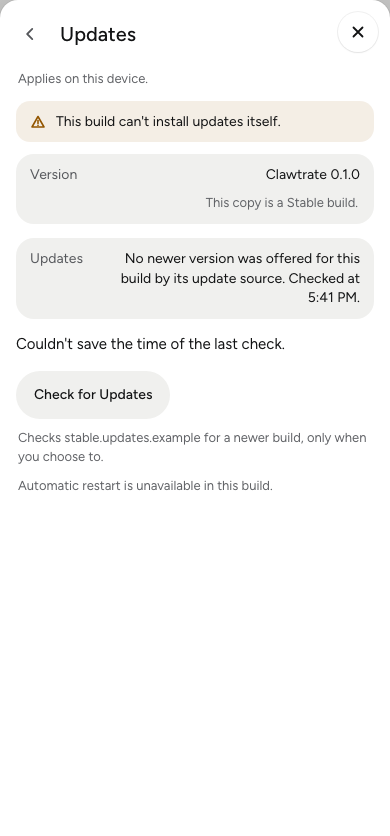 Updates
Applies on this device.
This build can't install updates itself.
Version
Clawtrate 0.1.0
This copy is a Stable build.
Updates
No newer version was offered for this
build by its update source. Checked at
5:41 PM.
Couldn't save the time of the last check.
Check for Updates
Checks stable.updates.example for a newer build, only when
you choose to.
Automatic restart is unavailable in this build.